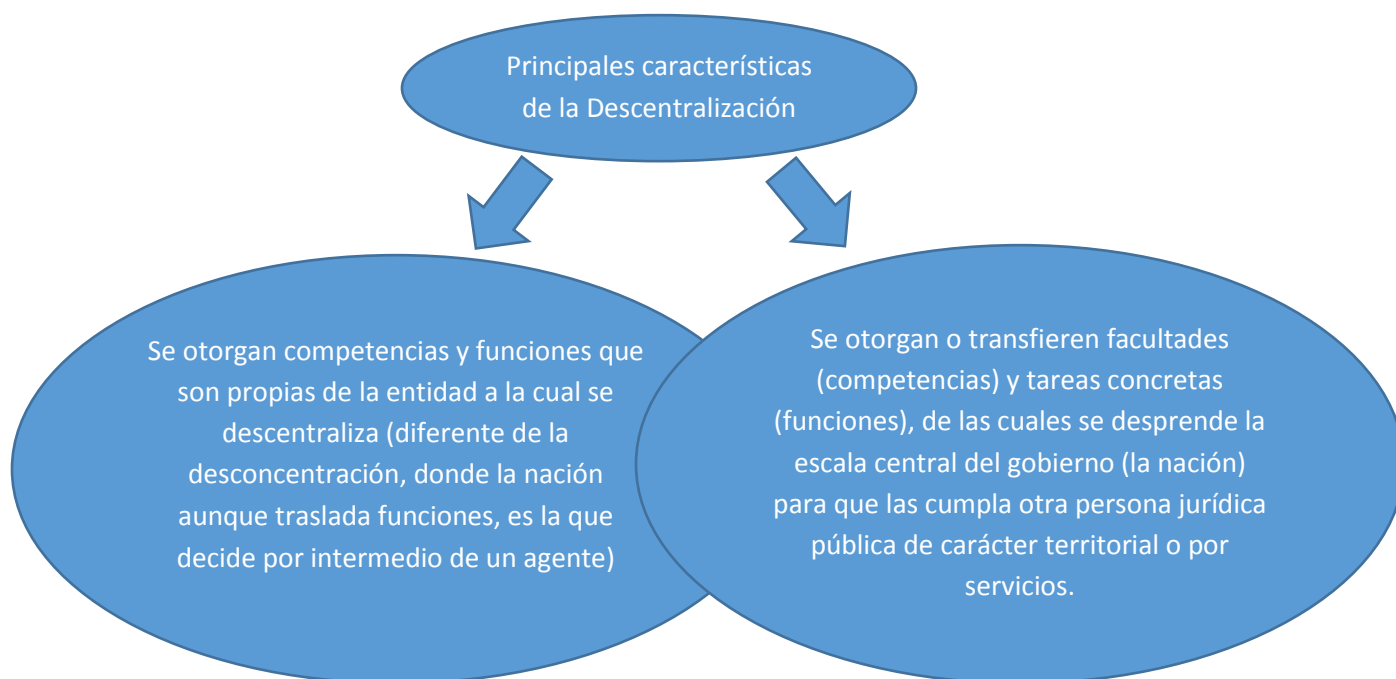 Principales características
de la Descentralización
Se otorgan competencias y funciones que
son propias de la entidad a la cual se
descentraliza (diferente de la
desconcentración, donde la nación
aunque traslada funciones, es la que
decide por intermedio de un agente)
Se otorgan o transfieren facultades
(competencias) y tareas concretas
(funciones), de las cuales se desprende la
escala central del gobierno (la nación)
para que las cumpla otra persona jurídica
pública de carácter territorial o por
servicios.